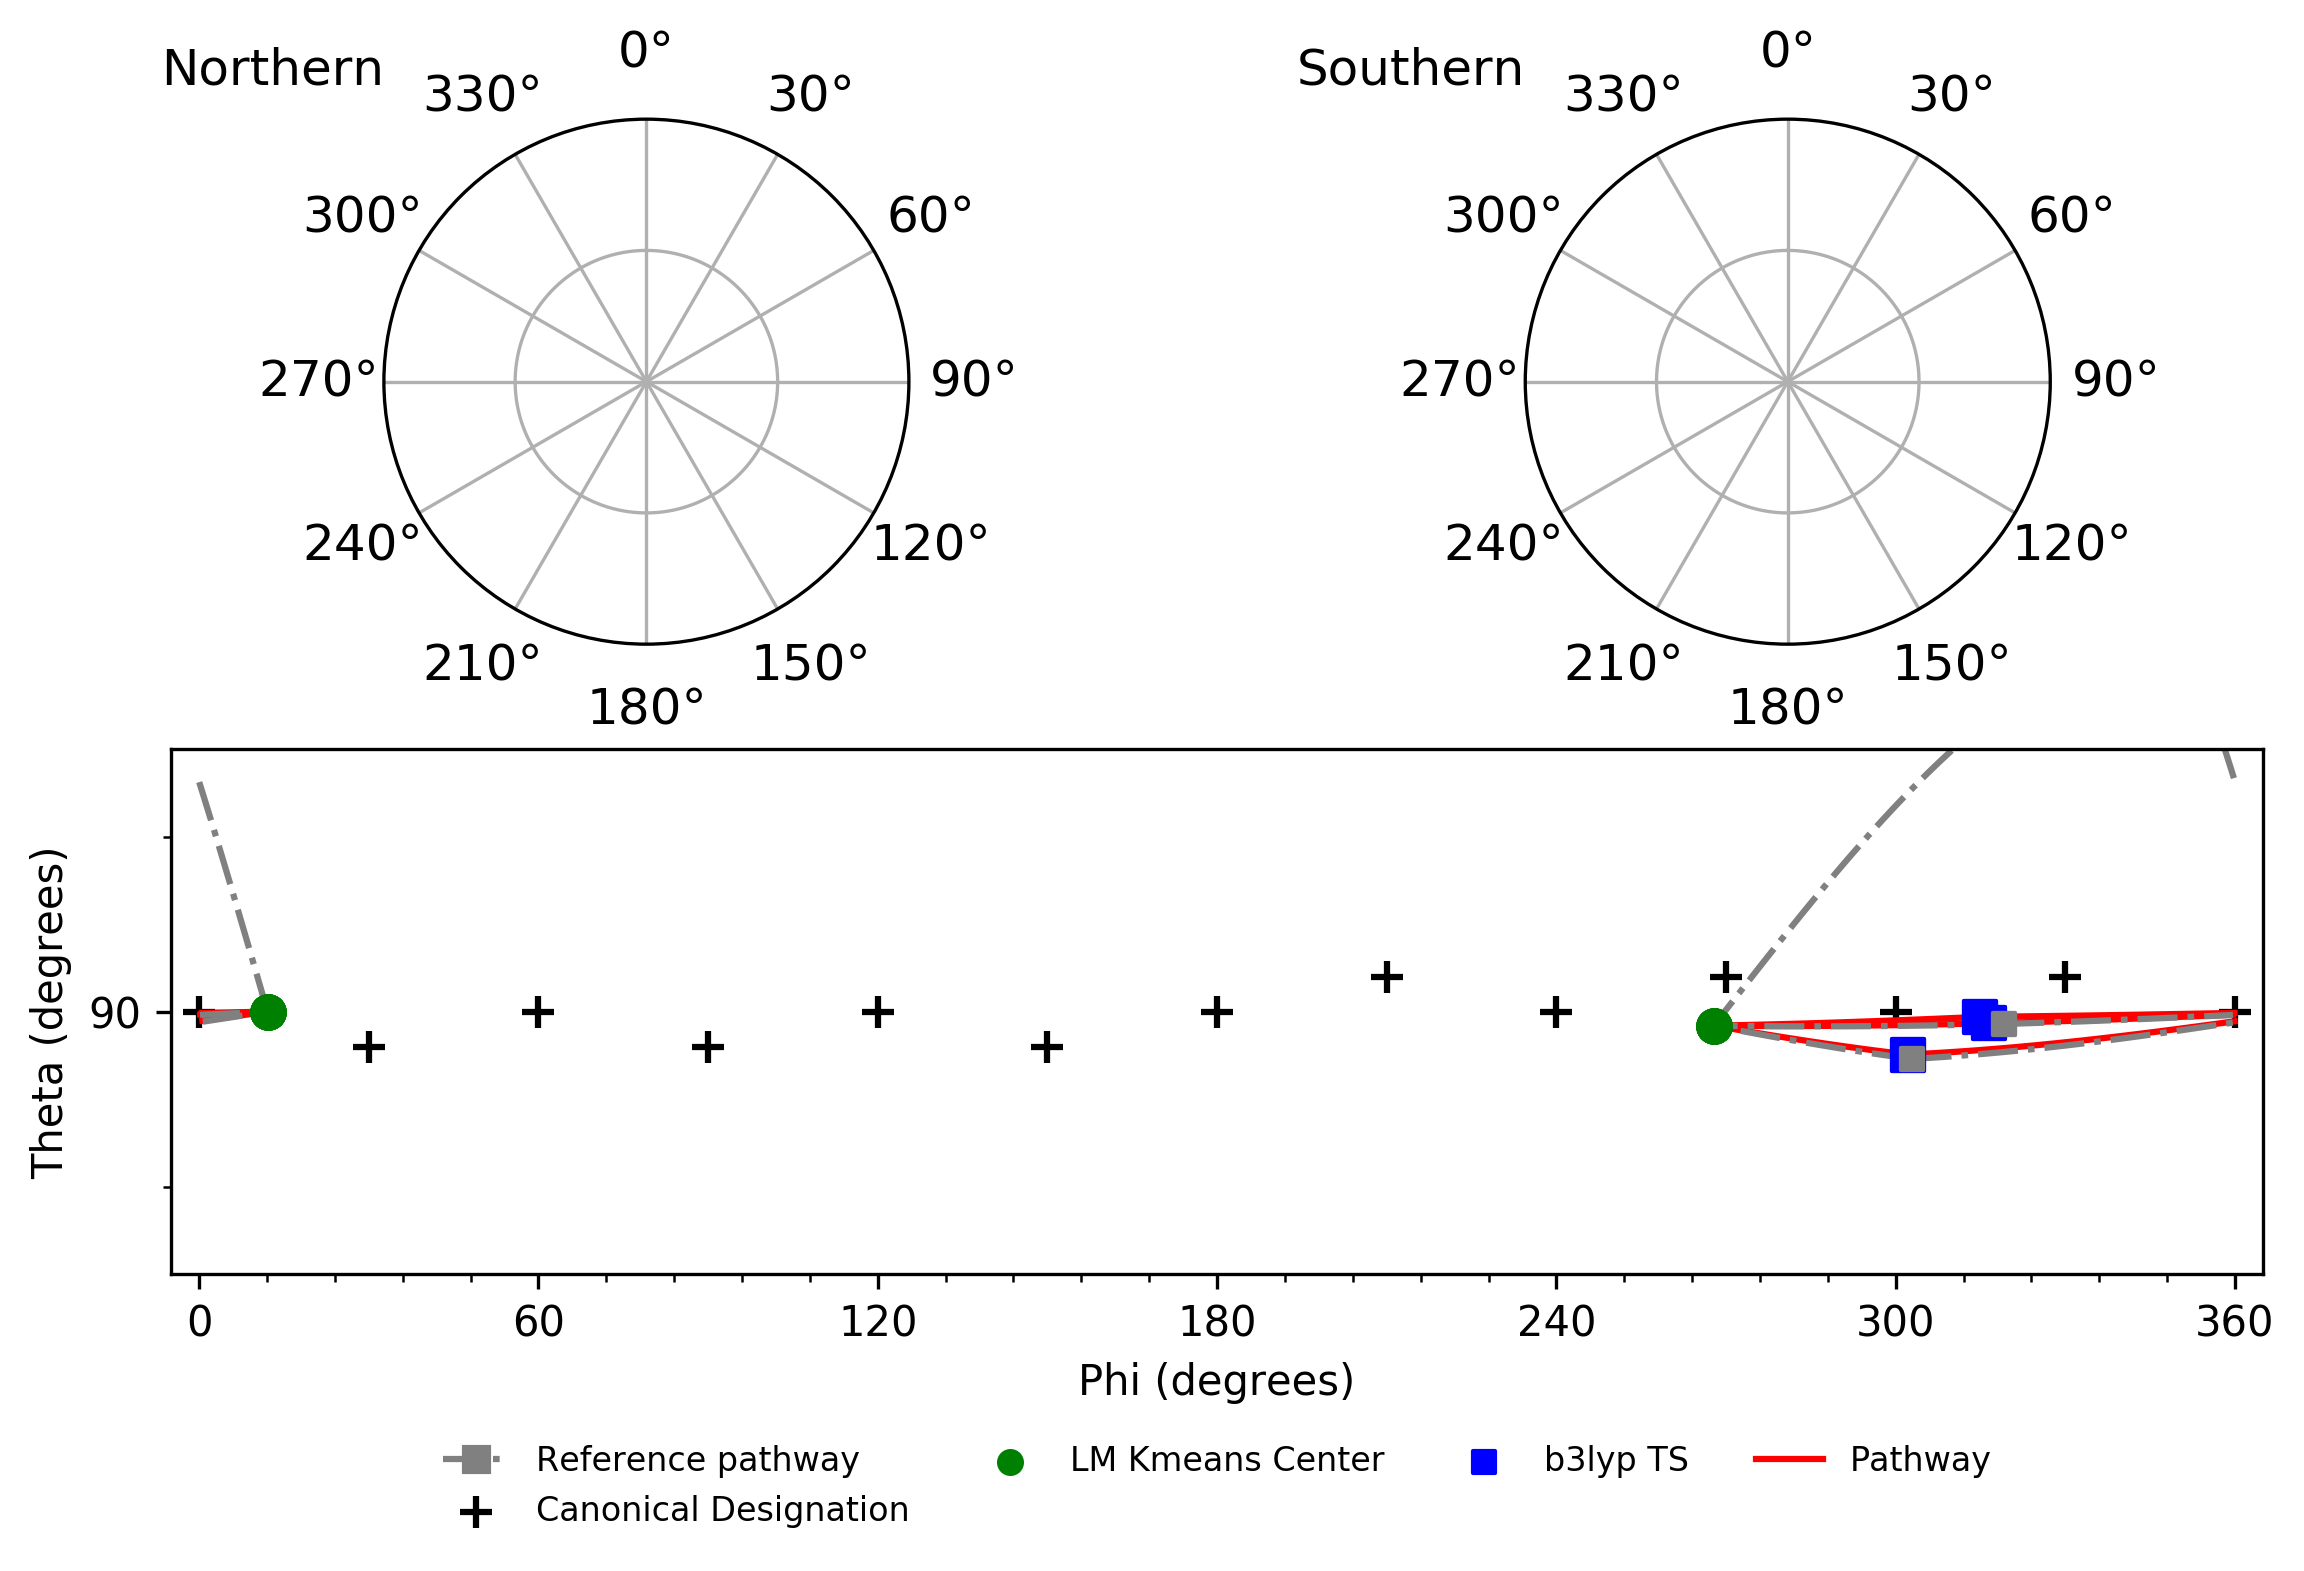 Northern
0°
330°
30°
300°
60°
270°
90°
240°
120°
210°
150°
180°
Southern
0°
330°
30°
300°
60°
270°
90°
240°
120°
210°
150°
180°
Theta (degrees)
90
0 60 120 180 240 300 360
Phi (degrees)
Reference pathway
Canonical Designation
LM Kmeans Center
b3lyp TS
Pathway